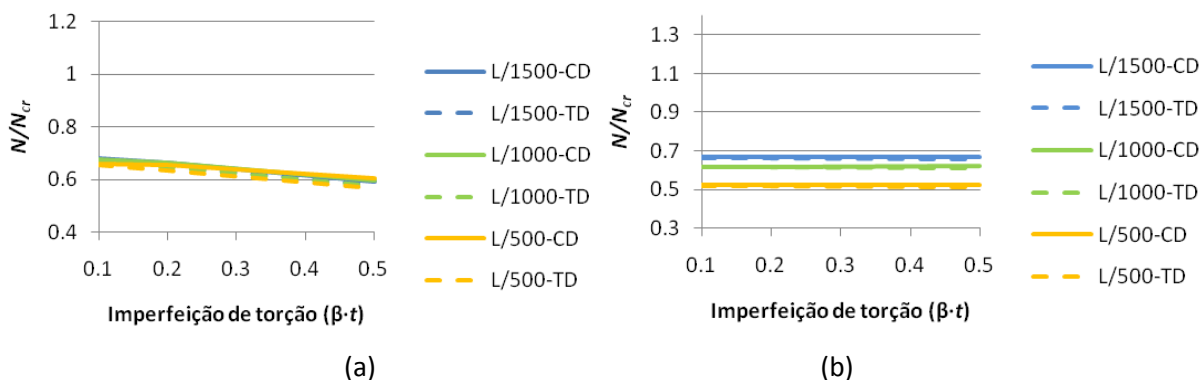 1.2
1
0.8
0.6
0.4
N/Ncr
0.1 0.2 0.3 0.4 0.5
Imperfeição de torção (β·t)
L/1500-CD
L/1500-TD
L/1000-CD
L/1000-TD
L/500-CD
L/500-TD
(a)
1.3
1.1
0.9
0.7
0.5
0.3
N/Ncr
0.1 0.2 0.3 0.4 0.5
Imperfeição de torção (β·t)
L/1500-CD
L/1500-TD
L/1000-CD
L/1000-TD
L/500-CD
L/500-TD
(b)